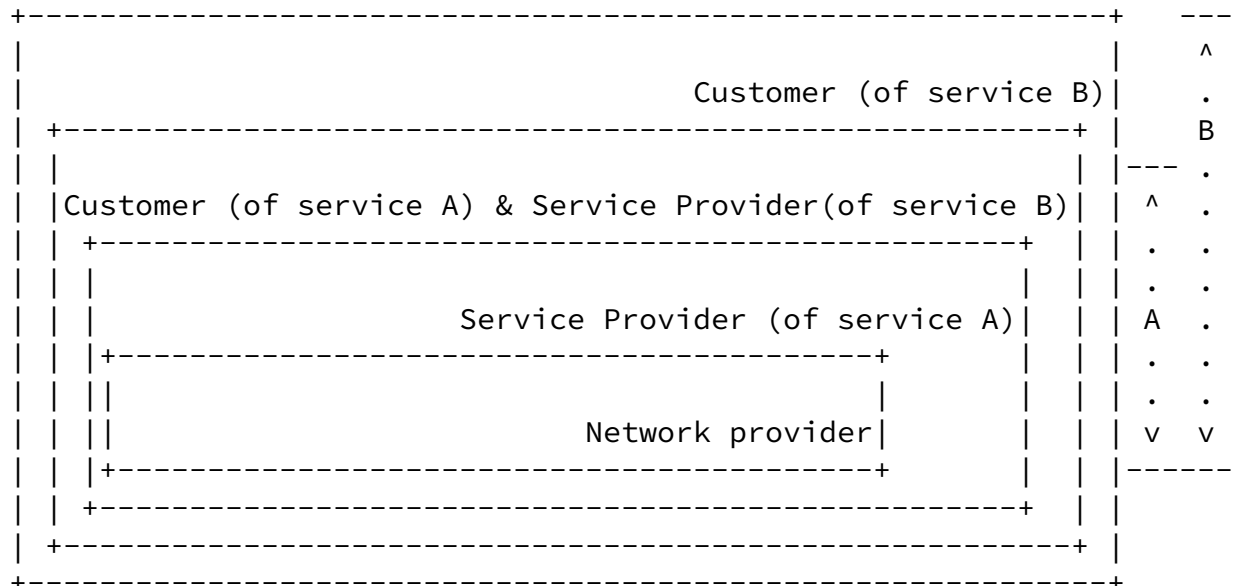 Customer (of service B)
B
Customer (of service A) & Service Provider(of service B)
Service Provider (of service A)
A
Network provider
v v